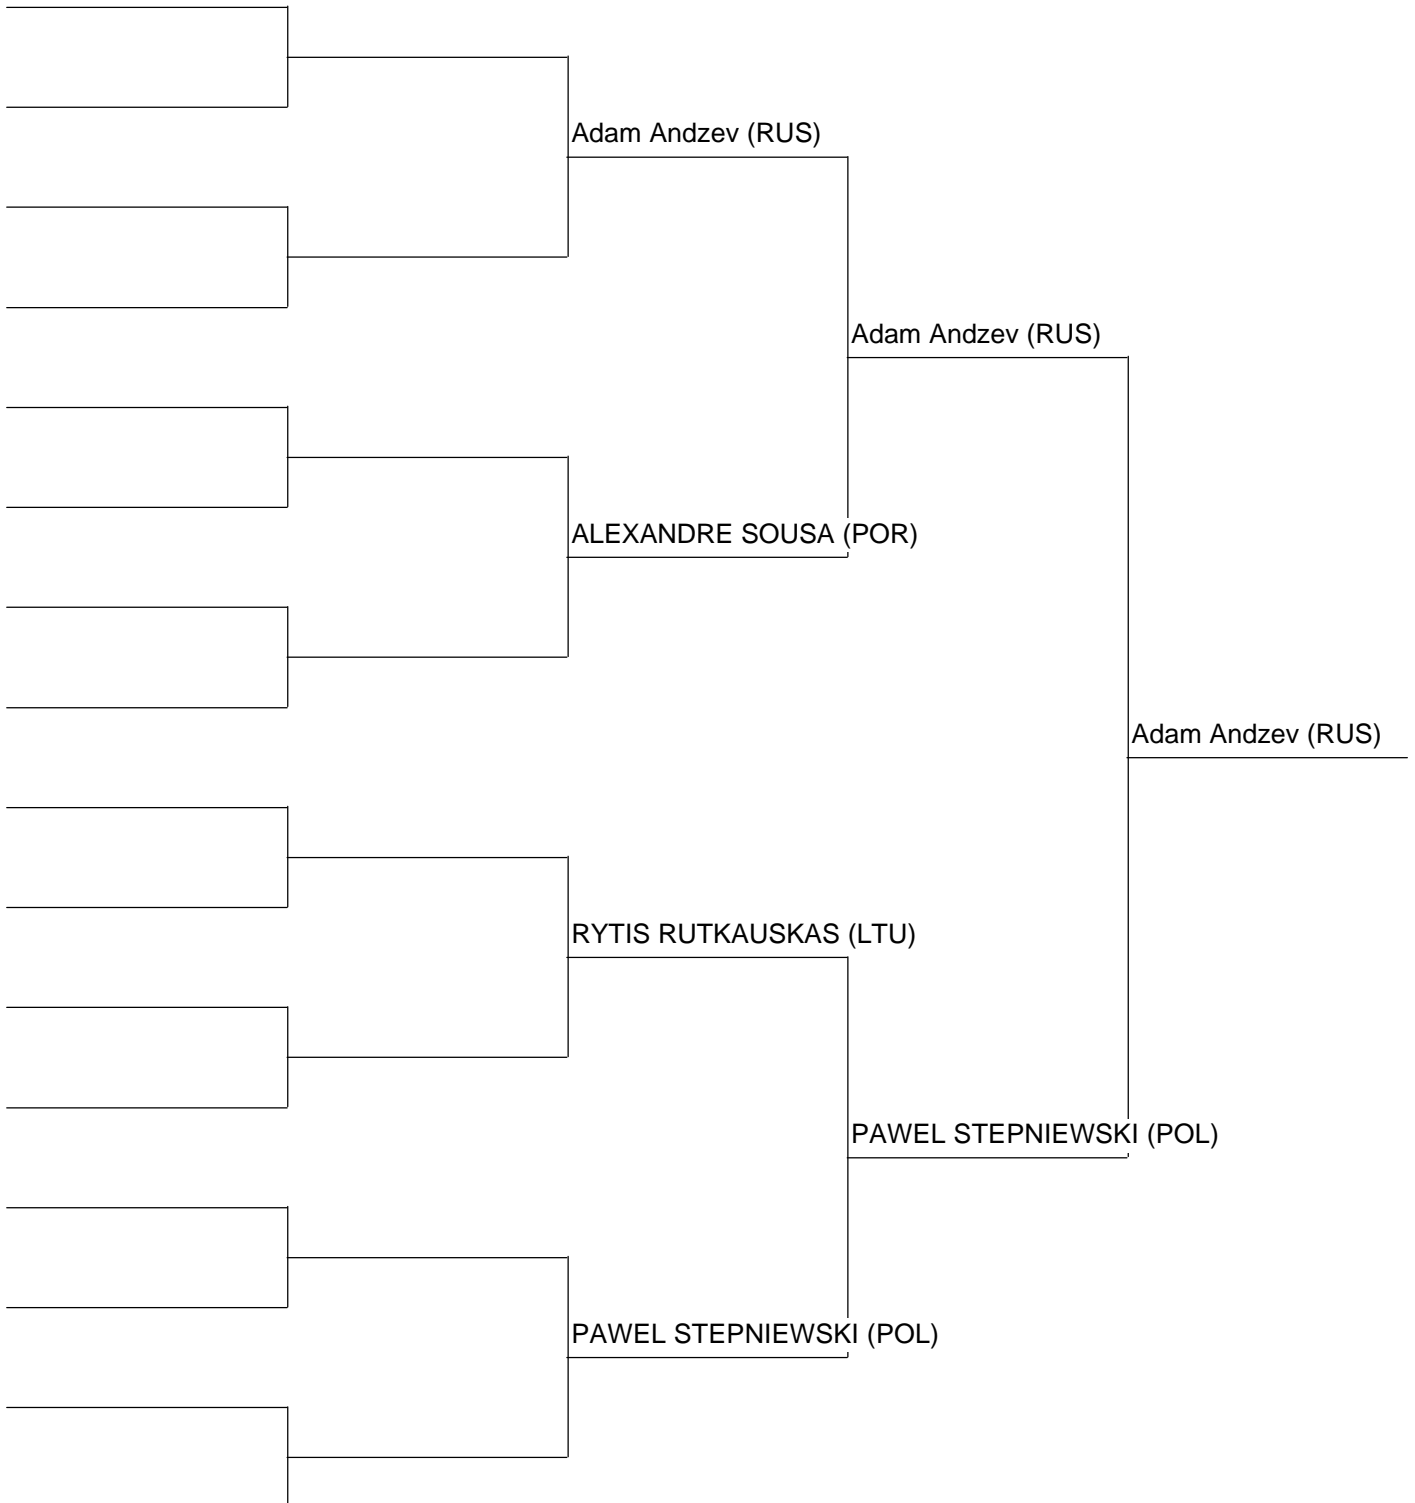 Adam Andzev (RUS)
Adam Andzev (RUS)
ALEXANDRE SOUSA (POR)
Adam Andzev (RUS)
RYTIS RUTKAUSKAS (LTU)
PAWEL STEPNIEWSKI (POL)
PAWEL STEPNIEWSKI (POL)